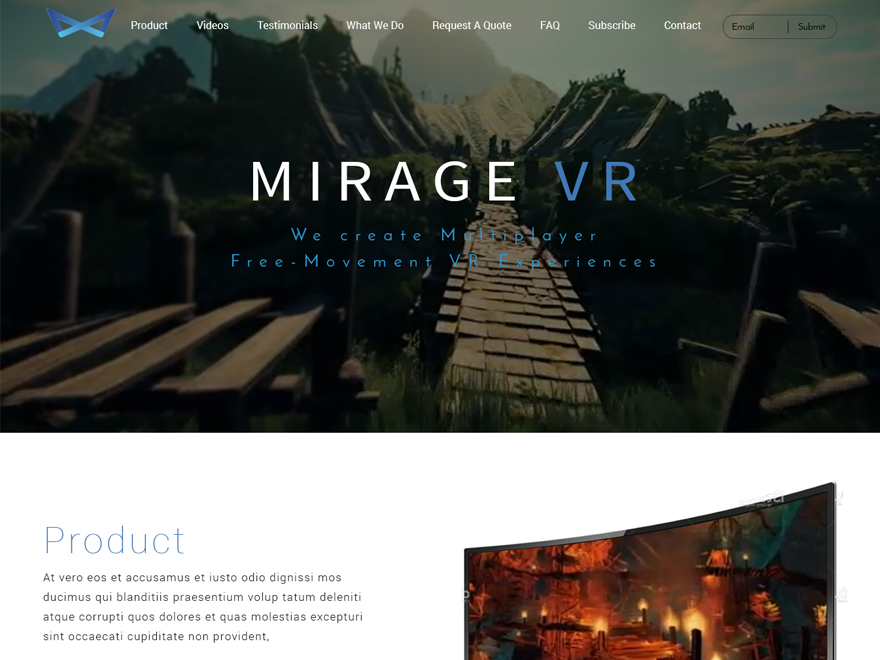 Product Videos Testimonials What We Do Request A Quote FAQ Subscribe Contact Email Submit
MIRAGE VR
We create Multiplayer
Free-Movement VR Experiences
Product
At vero eos et accusamus et iusto odio dignissi mos
ducimus qui blanditiis praesentium volup tatum deleniti
atque corrupti quos dolores et quas molestias excepturi
sint occaecati cupiditate non provident,